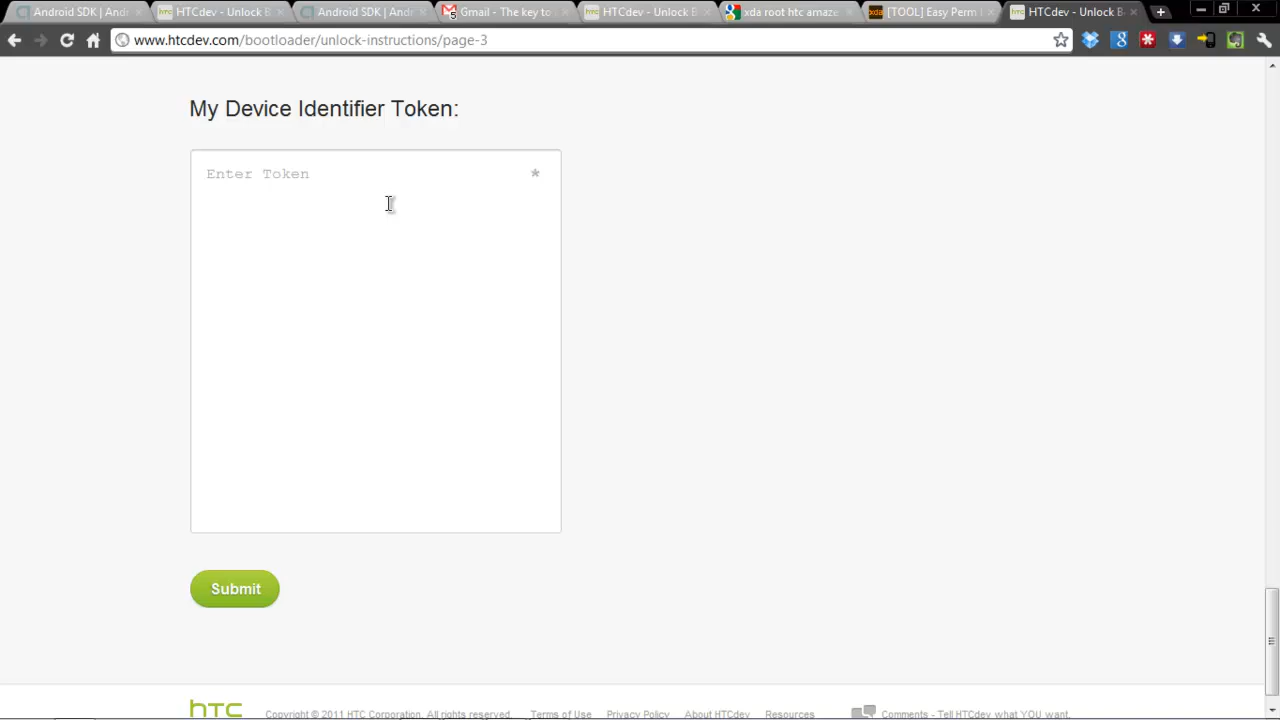 Android SDK | Andr
HTCdev - Unlock B
Android SDK | Andr
Gmail - The key to
HTCdev - Unlock B
xda root htc amaze
[TOOL] Easy Perm
HTCdev - Unlock B
www.htcdev.com/bootloader/unlock-instructions/page-3
My Device Identifier Token:
Enter Token *
Submit
htc Copyright © 2011 HTC Corporation. All rights reserved. Terms of Use Privacy Policy About HTCdev Resources Comments - Tell HTCdev what YOU want.